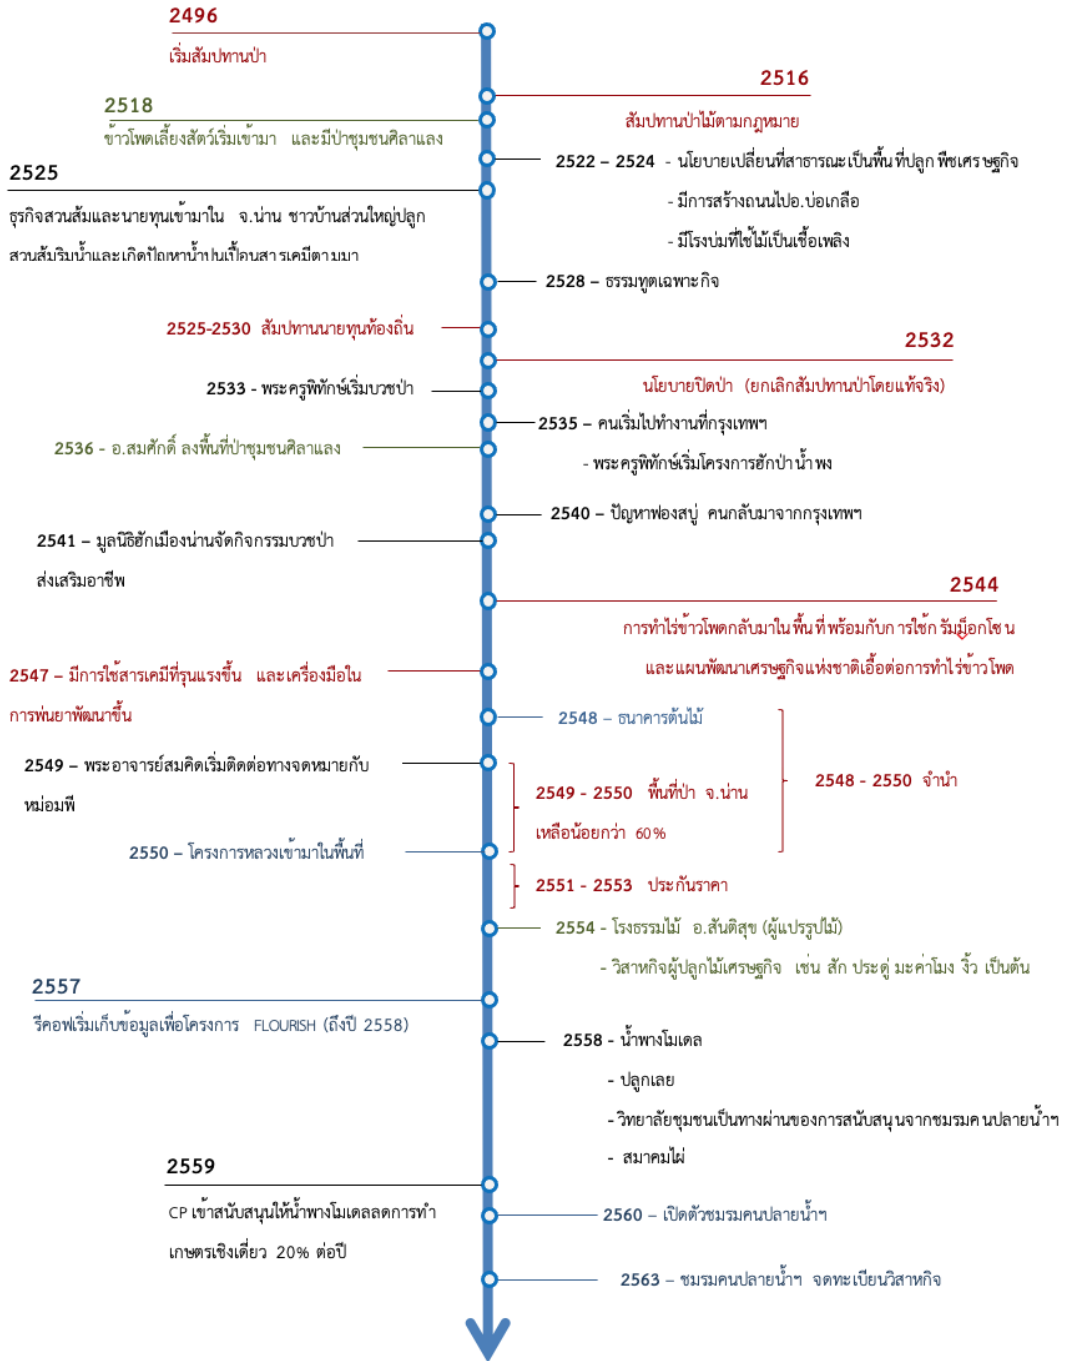 2496
เริ่มสัมปทานป่า
2516
สัมปทานป่าไม้ตามกฎหมาย
2518
ข้าวโพดเลี้ยงสัตว์เริ่มเข้ามา และมีป่าชุมชนศิลาแลง
2522 – 2524 - นโยบายเปลี่ยนที่สาธารณะเป็นพื้นที่ปลูกพืชเศรษฐกิจ
- มีการสร้างถนนไปอ.บ่อเกลือ
- มีโรงบ่มที่ใช้ไม้เป็นเชื้อเพลิง
2525
ธุรกิจสวนส้มและนายทุนเข้ามาใน จ.น่าน ชาวบ้านส่วนใหญ่ปลูก
สวนส้มริมน้ำและเกิดปัญหาน้ำปนเปื้อนสารเคมีตามมา
2528 – ธรรมทูตเฉพาะกิจ
2525-2530 สัมปทานนายทุนท้องถิ่น
2532
นโยบายปิดป่า (ยกเลิกสัมปทานป่าโดยแท้จริง)
2533 - พระครูพิทักษ์เริ่มบวชป่า
2535 – คนเริ่มไปทำงานที่กรุงเทพฯ
- พระครูพิทักษ์เริ่มโครงการฮักป่าน้ำพง
2536 - อ.สมศักดิ์ ลงพื้นที่ป่าชุมชนศิลาแลง
2540 – ปัญหาฟองสบู่ คนกลับมาจากกรุงเทพฯ
2541 – มูลนิธิฮักเมืองน่านจัดกิจกรรมบวชป่า
ส่งเสริมอาชีพ
2544
การทำไร่ข้าวโพดกลับมาในพื้นที่พร้อมกับการใช้กรัมม็อกโซน
และแผนพัฒนาเศรษฐกิจแห่งชาติเอื้อต่อการทำไร่ข้าวโพด
2547 – มีการใช้สารเคมีที่รุนแรงขึ้น และเครื่องมือใน
การพ่นยาพัฒนาขึ้น
2548 – ธนาคารต้นไม้
2549 – พระอาจารย์สมคิดเริ่มติดต่อทางจดหมายกับ
หม่อมพี
2549 - 2550 พื้นที่ป่า จ.น่าน
เหลือน้อยกว่า 60%
2548 - 2550 จำนำ
2550 – โครงการหลวงเข้ามาในพื้นที่
2551 - 2553 ประกันราคา
2554 - โรงธรรมไม้ อ.สันติสุข (ผู้แปรรูปไม้)
- วิสาหกิจผู้ปลูกไม้เศรษฐกิจ เช่น สัก ประดู่ มะค่าโมง งิ้ว เป็นต้น
2557
รีคอฟเริ่มเก็บข้อมูลเพื่อโครงการ FLOURISH (ถึงปี 2558)
2558 - น้ำพางโมเดล
- ปลูกเลย
- วิทยาลัยชุมชนเป็นทางผ่านของการสนับสนุนจากชมรมคนปลายน้ำฯ
- สมาคมไผ่
2559
CP เข้าสนับสนุนให้น้ำพางโมเดลลดการทำ
เกษตรเชิงเดี่ยว 20% ต่อปี
2560 – เปิดตัวชมรมคนปลายน้ำฯ
2563 – ชมรมคนปลายน้ำฯ จดทะเบียนวิสาหกิจ